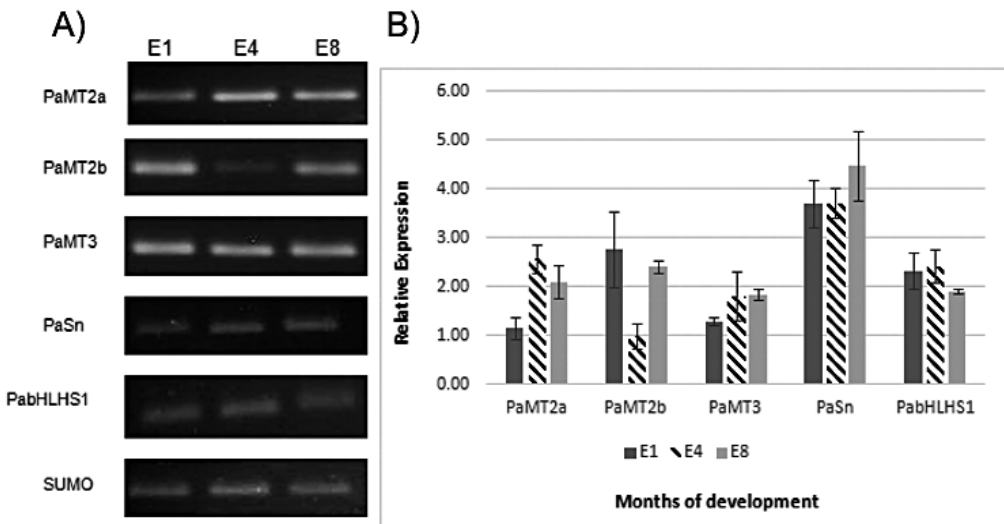 A)
E1 E4 E8
PaMT2a
PaMT2b
PaMT3
PaSn
PabHLHS1
SUMO
B)
6.00
5.00
4.00
3.00
2.00
1.00
0.00
Relative Expression
PaMT2a PaMT2b PaMT3 PaSn PabHLHS1
E1 E4 E8
Months of development